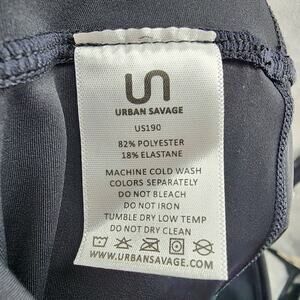 URBAN SAVAGE
US190
82% POLYESTER
18% ELASTANE
MACHINE COLD WASH
COLORS SEPARATELY
DO NOT BLEACH
DO NOT IRON
TUMBLE DRY LOW TEMP
DO NOT DRY CLEAN
WWW.URBANSAVAGE.COM